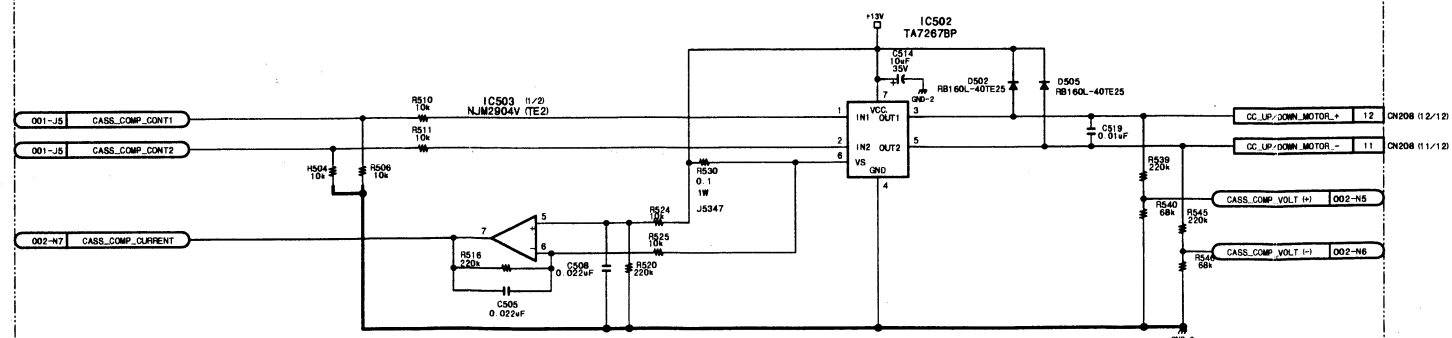 +13V
IC502
TA7267BP
C514
10uF
35V
GND-2
D502
RB160L-40TE25
D505
RB160L-40TE25
IC503 (1/2)
NJM2904V (TE2)
001-J5 CASS_COMP_CONT1
R510
10k
001-J5 CASS_COMP_CONT2
R511
10k
R504
10k
R506
10k
1
2
6
7
3
5
4
VCC
IN1
OUT1
IN2
OUT2
VS
GND
C519
0.01uF
CC_UP/DOWN_MOTOR_+ 12 CN208 (12/12)
CC_UP/DOWN_MOTOR_- 11 CN208 (11/12)
R530
0.1
1W
J5347
R539
220k
R540
68k
R545
220k
R546
68k
CASS_COMP_VOLT (+) 002-N5
CASS_COMP_VOLT (-) 002-N6
002-N7 CASS_COMP_CURRENT
7
5
6
+
-
R524
10k
R525
10k
R516
220k
C508
0.022uF
R520
220k
C505
0.022uF